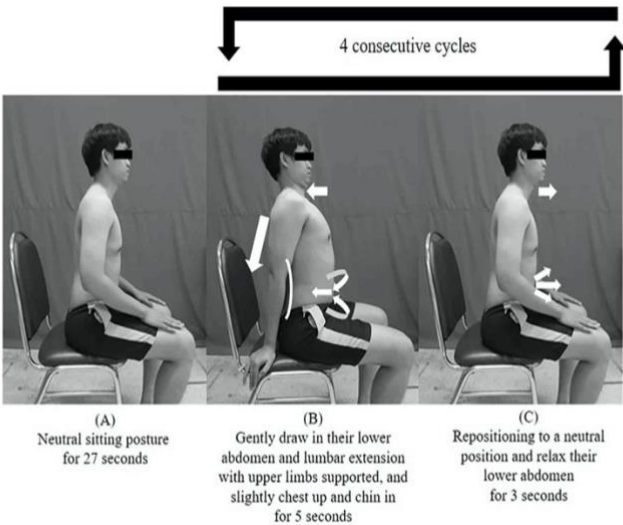 4 consecutive cycles
(A)
Neutral sitting posture
for 27 seconds
(B)
Gently draw in their lower
abdomen and lumbar extension
with upper limbs supported, and
slightly chest up and chin in
for 5 seconds
(C)
Repositioning to a neutral
position and relax their
lower abdomen
for 3 seconds